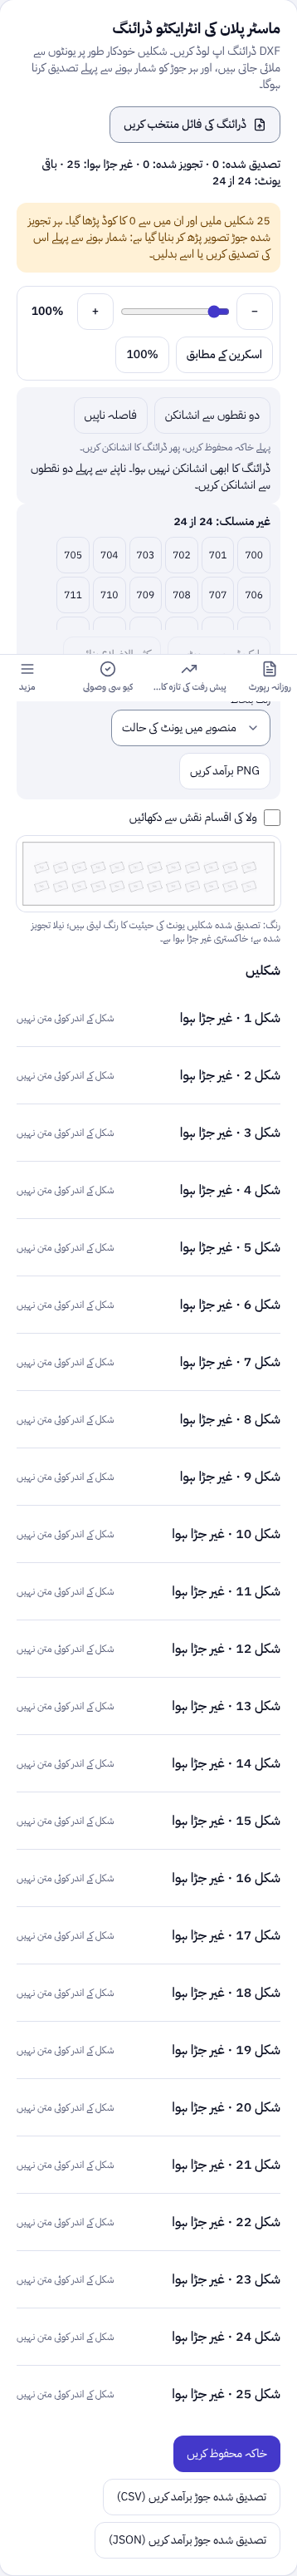 ماسٹر پلان کی انٹرایکٹو ڈرائنگ
DXF ڈرائنگ اپ لوڈ کریں۔ شکلیں خودکار طور پر یونٹوں سے
ملائی جاتی ہیں، اور ہر جوڑ کو شمار ہونے سے پہلے تصدیق کرنا
ہوگا۔
ڈرائنگ کی فائل منتخب کریں
تصدیق شدہ: 0 · تجویز شدہ: 0 · غیر جڑا ہوا: 25 · باقی
یونٹ: 24 از 24
25 شکلیں ملیں اور ان میں سے 0 کا کوڈ پڑھا گیا۔ ہر تجویز
شدہ جوڑ تصویر پڑھ کر بنایا گیا ہے: شمار ہونے سے پہلے اس
کی تصدیق کریں یا اسے بدلیں۔
−
+
100%
اسکرین کے مطابق
100%
دو نقطوں سے انشانکن
فاصلہ ناپیں
پہلے خاکہ محفوظ کریں، پھر ڈرائنگ کا انشانکن کریں۔
ڈرائنگ کا ابھی انشانکن نہیں ہوا۔ ناپنے سے پہلے دو نقطوں
سے انشانکن کریں۔
غیر منسلک: 24 از 24
700 701 702 703 704 705
706 707 708 709 710 711
روزانہ رپورٹ
پیش رفت کی تازہ کا...
کیو سی وصولی
مزید
منصوبے میں یونٹ کی حالت
PNG برآمد کریں
ولا کی اقسام نقش سے دکھائیں
رنگ: تصدیق شدہ شکلیں یونٹ کی حیثیت کا رنگ لیتی ہیں؛ نیلا تجویز
شدہ ہے؛ خاکستری غیر جڑا ہوا ہے۔
شکلیں
شکل 1 · غیر جڑا ہوا شکل کے اندر کوئی متن نہیں
شکل 2 · غیر جڑا ہوا شکل کے اندر کوئی متن نہیں
شکل 3 · غیر جڑا ہوا شکل کے اندر کوئی متن نہیں
شکل 4 · غیر جڑا ہوا شکل کے اندر کوئی متن نہیں
شکل 5 · غیر جڑا ہوا شکل کے اندر کوئی متن نہیں
شکل 6 · غیر جڑا ہوا شکل کے اندر کوئی متن نہیں
شکل 7 · غیر جڑا ہوا شکل کے اندر کوئی متن نہیں
شکل 8 · غیر جڑا ہوا شکل کے اندر کوئی متن نہیں
شکل 9 · غیر جڑا ہوا شکل کے اندر کوئی متن نہیں
شکل 10 · غیر جڑا ہوا شکل کے اندر کوئی متن نہیں
شکل 11 · غیر جڑا ہوا شکل کے اندر کوئی متن نہیں
شکل 12 · غیر جڑا ہوا شکل کے اندر کوئی متن نہیں
شکل 13 · غیر جڑا ہوا شکل کے اندر کوئی متن نہیں
شکل 14 · غیر جڑا ہوا شکل کے اندر کوئی متن نہیں
شکل 15 · غیر جڑا ہوا شکل کے اندر کوئی متن نہیں
شکل 16 · غیر جڑا ہوا شکل کے اندر کوئی متن نہیں
شکل 17 · غیر جڑا ہوا شکل کے اندر کوئی متن نہیں
شکل 18 · غیر جڑا ہوا شکل کے اندر کوئی متن نہیں
شکل 19 · غیر جڑا ہوا شکل کے اندر کوئی متن نہیں
شکل 20 · غیر جڑا ہوا شکل کے اندر کوئی متن نہیں
شکل 21 · غیر جڑا ہوا شکل کے اندر کوئی متن نہیں
شکل 22 · غیر جڑا ہوا شکل کے اندر کوئی متن نہیں
شکل 23 · غیر جڑا ہوا شکل کے اندر کوئی متن نہیں
شکل 24 · غیر جڑا ہوا شکل کے اندر کوئی متن نہیں
شکل 25 · غیر جڑا ہوا شکل کے اندر کوئی متن نہیں
خاکہ محفوظ کریں
تصدیق شدہ جوڑ برآمد کریں (CSV)
تصدیق شدہ جوڑ برآمد کریں (JSON)